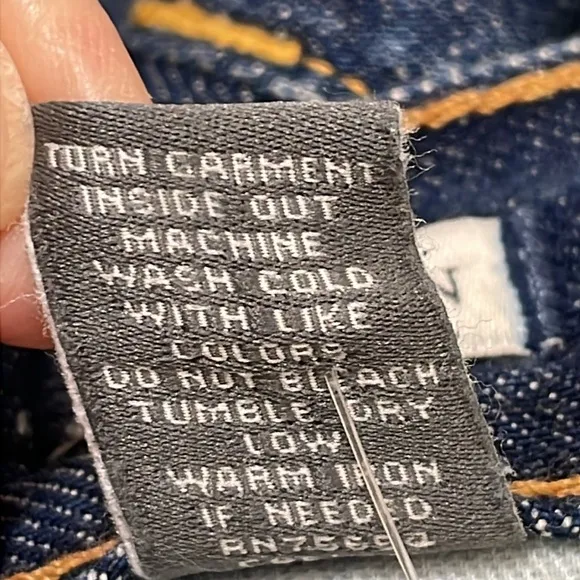 TURN GARMENT
INSIDE OUT
MACHINE
WASH COLD
WITH LIKE
COLORS
DO NOT BLEACH
TUMBLE DRY
LOW
WARM IRON
IF NEEDED